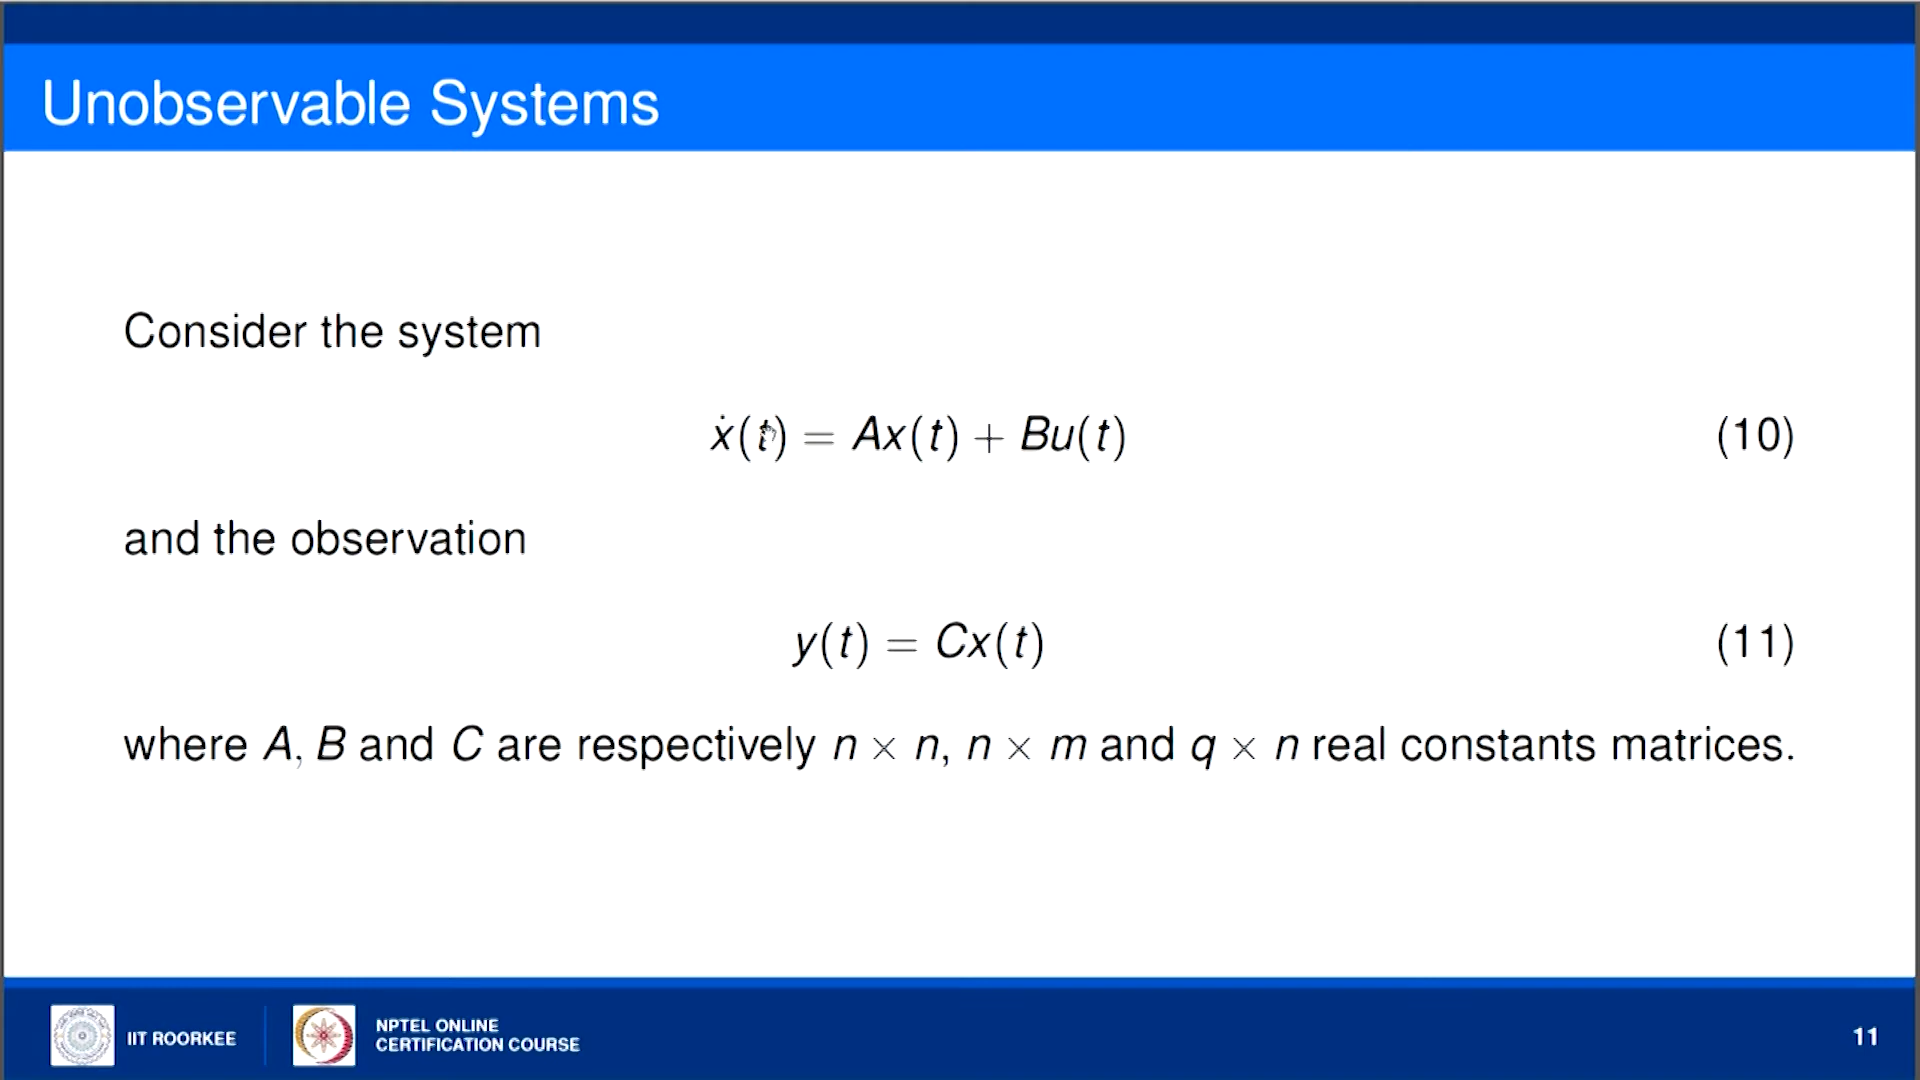 Unobservable Systems
Consider the system
ẋ(t) = Ax(t) + Bu(t) (10)
and the observation
y(t) = Cx(t) (11)
where A, B and C are respectively n × n, n × m and q × n real constants matrices.
IIT ROORKEE
NPTEL ONLINE
CERTIFICATION COURSE
11